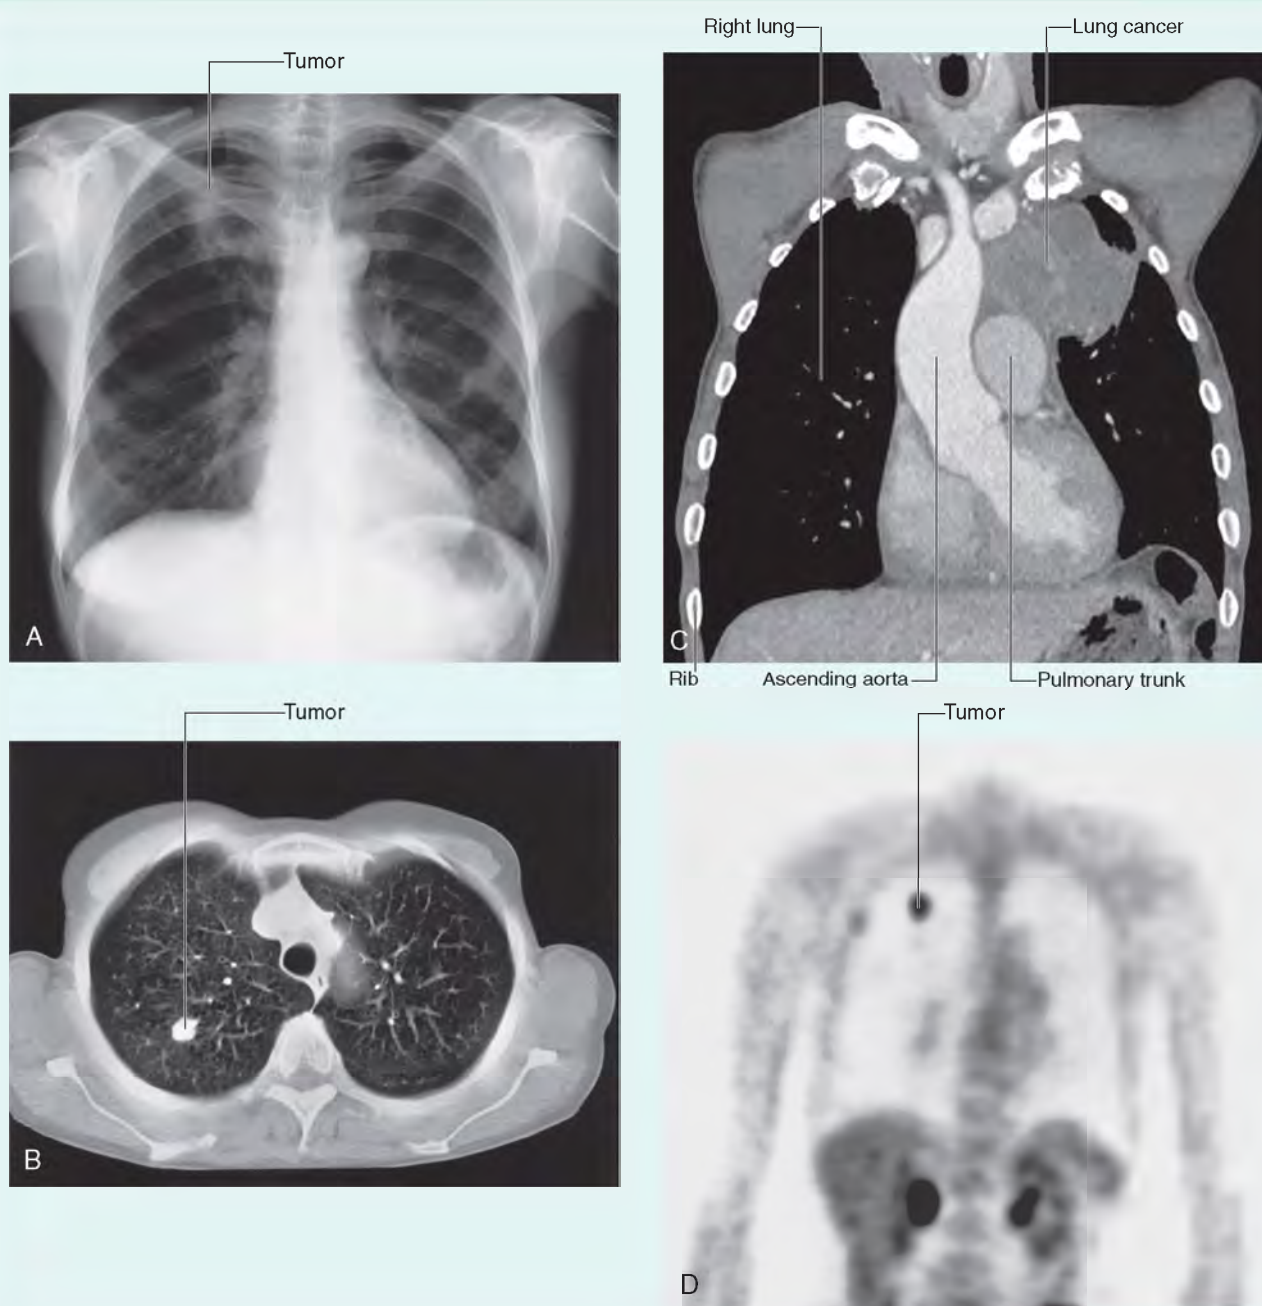 Tumor
A
Right lung
Lung cancer
C
Rib
Ascending aorta
Pulmonary trunk
Tumor
B
Tumor
D